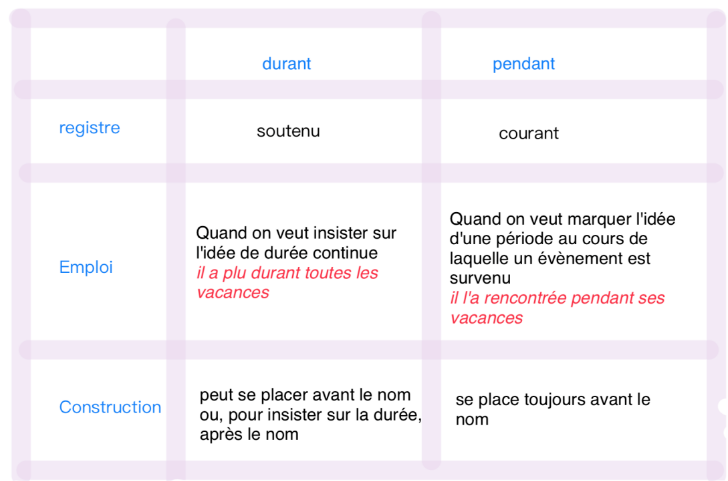 durant
pendant
registre
soutenu
courant
Emploi
Quand on veut insister sur
l'idée de durée continue
il a plu durant toutes les
vacances
Quand on veut marquer l'idée
d'une période au cours de
laquelle un évènement est
survenu
il l'a rencontrée pendant ses
vacances
Construction
peut se placer avant le nom
ou, pour insister sur la durée,
après le nom
se place toujours avant le
nom